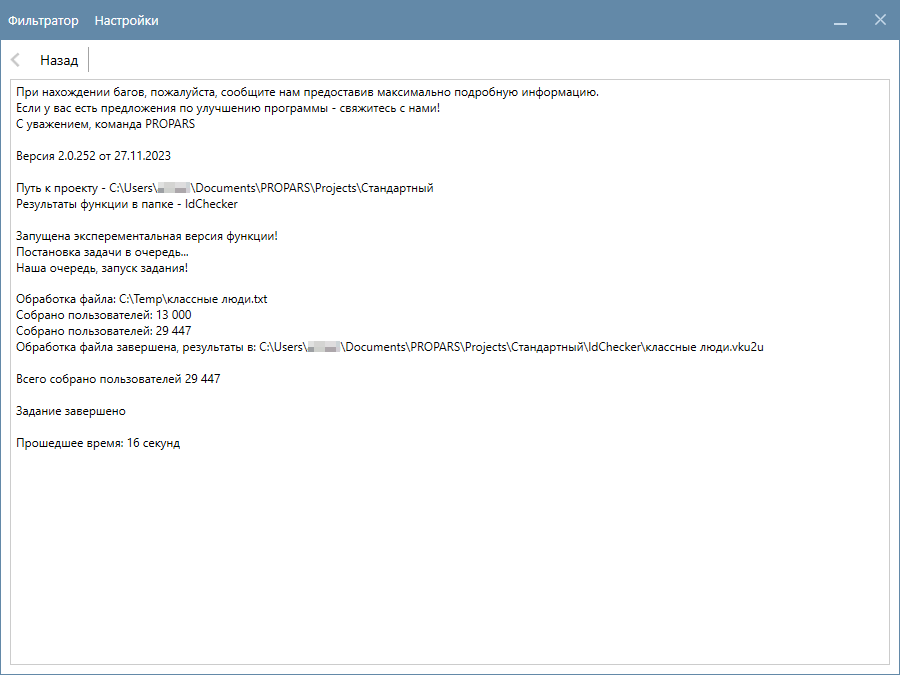 Фильтратор Настройки
Назад
При нахождении багов, пожалуйста, сообщите нам предоставив максимально подробную информацию.
Если у вас есть предложения по улучшению программы - свяжитесь с нами!
С уважением, команда PROPARS
Версия 2.0.252 от 27.11.2023
Путь к проекту - C:\Users\ \Documents\PROPARS\Projects\Стандартный
Результаты функции в папке - IdChecker
Запущена эксперементальная версия функции!
Постановка задачи в очередь...
Наша очередь, запуск задания!
Обработка файла: C:\Temp\классные люди.txt
Собрано пользователей: 13 000
Собрано пользователей: 29 447
Обработка файла завершена, результаты в: C:\Users\ \Documents\PROPARS\Projects\Стандартный\IdChecker\классные люди.vku2u
Всего собрано пользователей 29 447
Задание завершено
Прошедшее время: 16 секунд